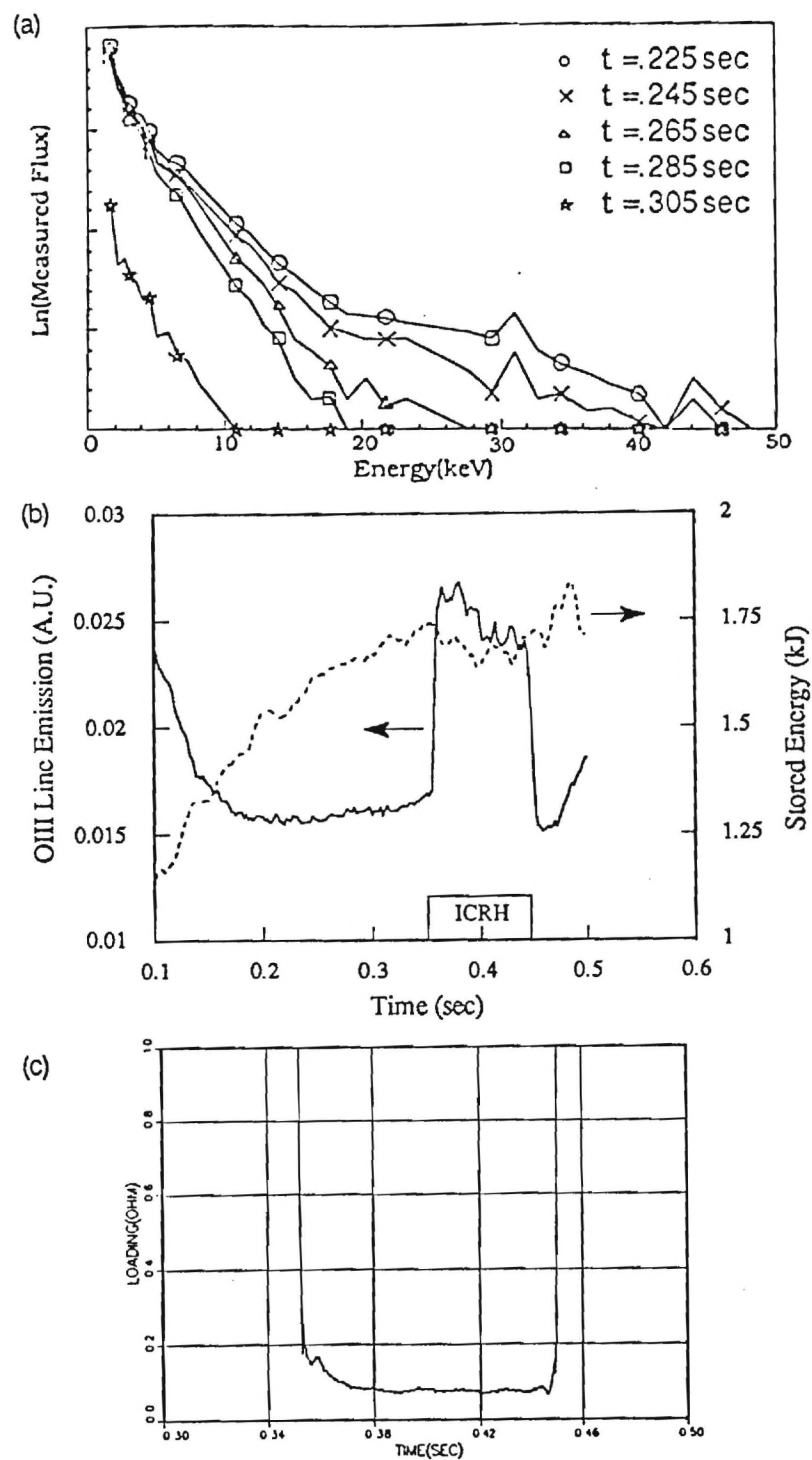 (a)
Ln(Measured Flux)
t =.225 sec
t =.245 sec
t =.265 sec
t =.285 sec
t =.305 sec
0 10 20 30 40 50
Energy(keV)
(b)
OIII Line Emission (A.U.)
0.03
0.025
0.02
0.015
0.01
2
1.75
1.5
1.25
1
Stored Energy (kJ)
ICRH
0.1 0.2 0.3 0.4 0.5 0.6
Time (sec)
(c)
LOADING(OHM)
1.0
0.8
0.6
0.4
0.2
0.0
0.30 0.34 0.38 0.42 0.46 0.50
TIME(SEC)